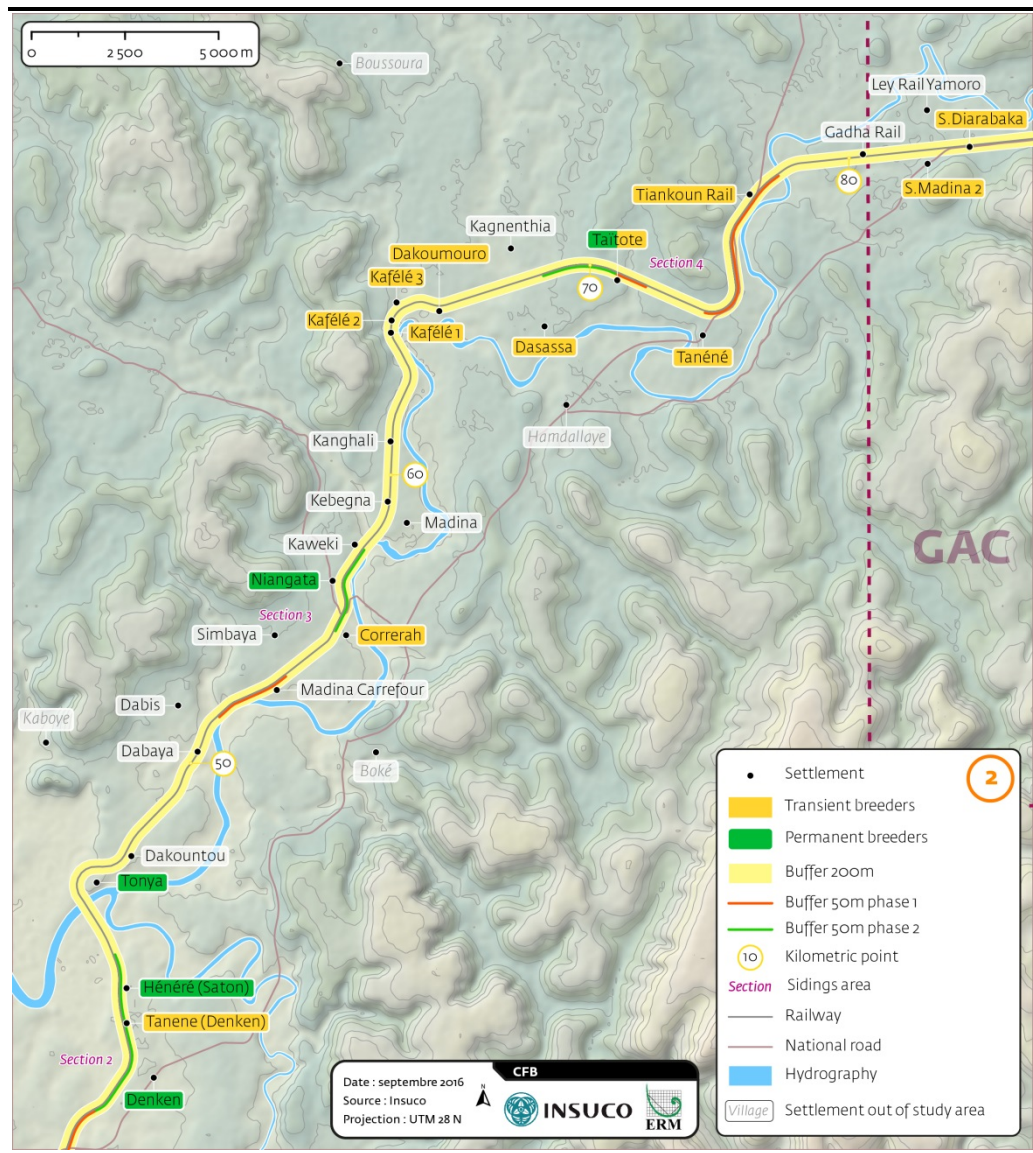 0 2 500 5 000 m
Boussoura
Ley Rail Yamoro
S.Diarabaka
Gadha Rail
80
S.Madina 2
Tiankoun Rail
Kagnenthia
Taïtote
Dakoumouro
Section 4
Kafélé 3
70
Kafélé 2
Kafélé 1
Dasassa
Tanéné
Kanghali
Hamdallaye
60
Kebegna
Madina
Kaweki
GAC
Niangata
Section 3
Simbaya
Correrah
Madina Carrefour
Dabis
Kaboye
Dabaya
50
Boké
Dakountou
Tonya
Hénéré (Saton)
Tanene (Denken)
Section 2
Denken
2
Settlement
Transient breeders
Permanent breeders
Buffer 200m
Buffer 50m phase 1
Buffer 50m phase 2
10 Kilometric point
Section Sidings area
Railway
National road
Hydrography
Village Settlement out of study area
CFB
Date : septembre 2016
Source : Insuco
Projection : UTM 28 N
N
INSUCO
ERM